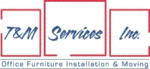 T&M Services Inc.
Office Furniture Installation & Moving